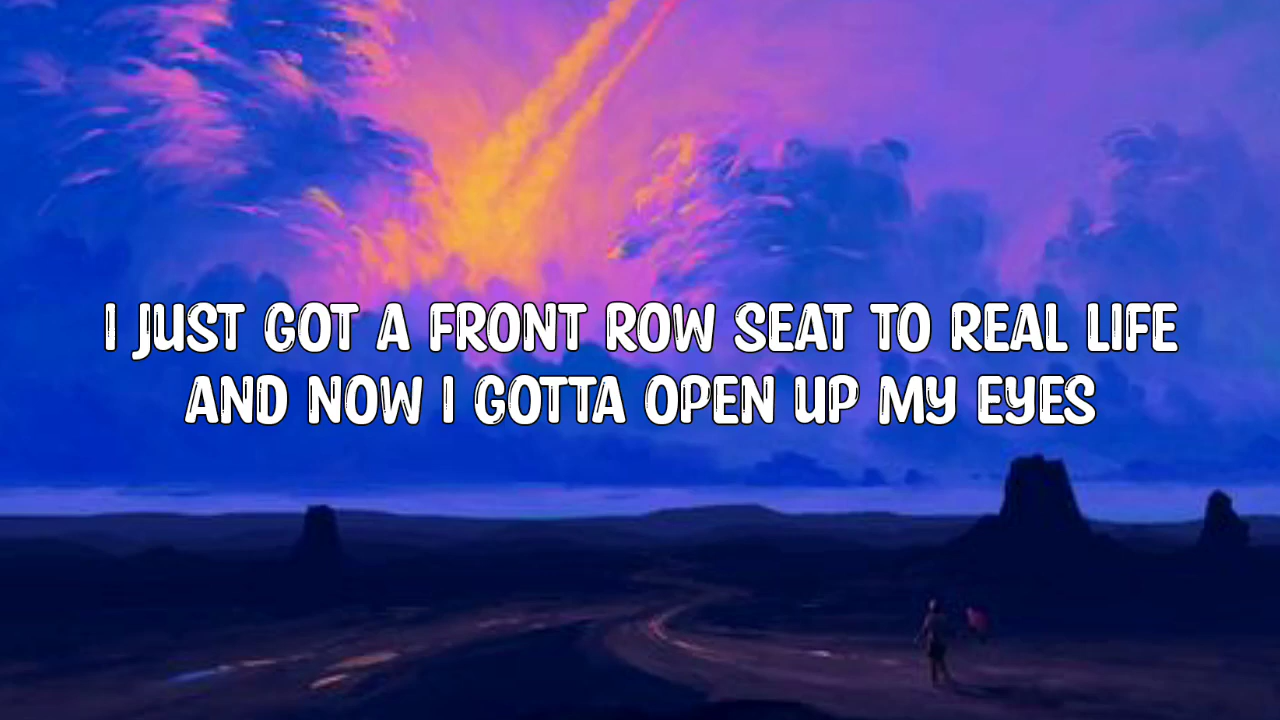 I JUST GOT A FRONT ROW SEAT TO REAL LIFE
AND NOW I GOTTA OPEN UP MY EYES